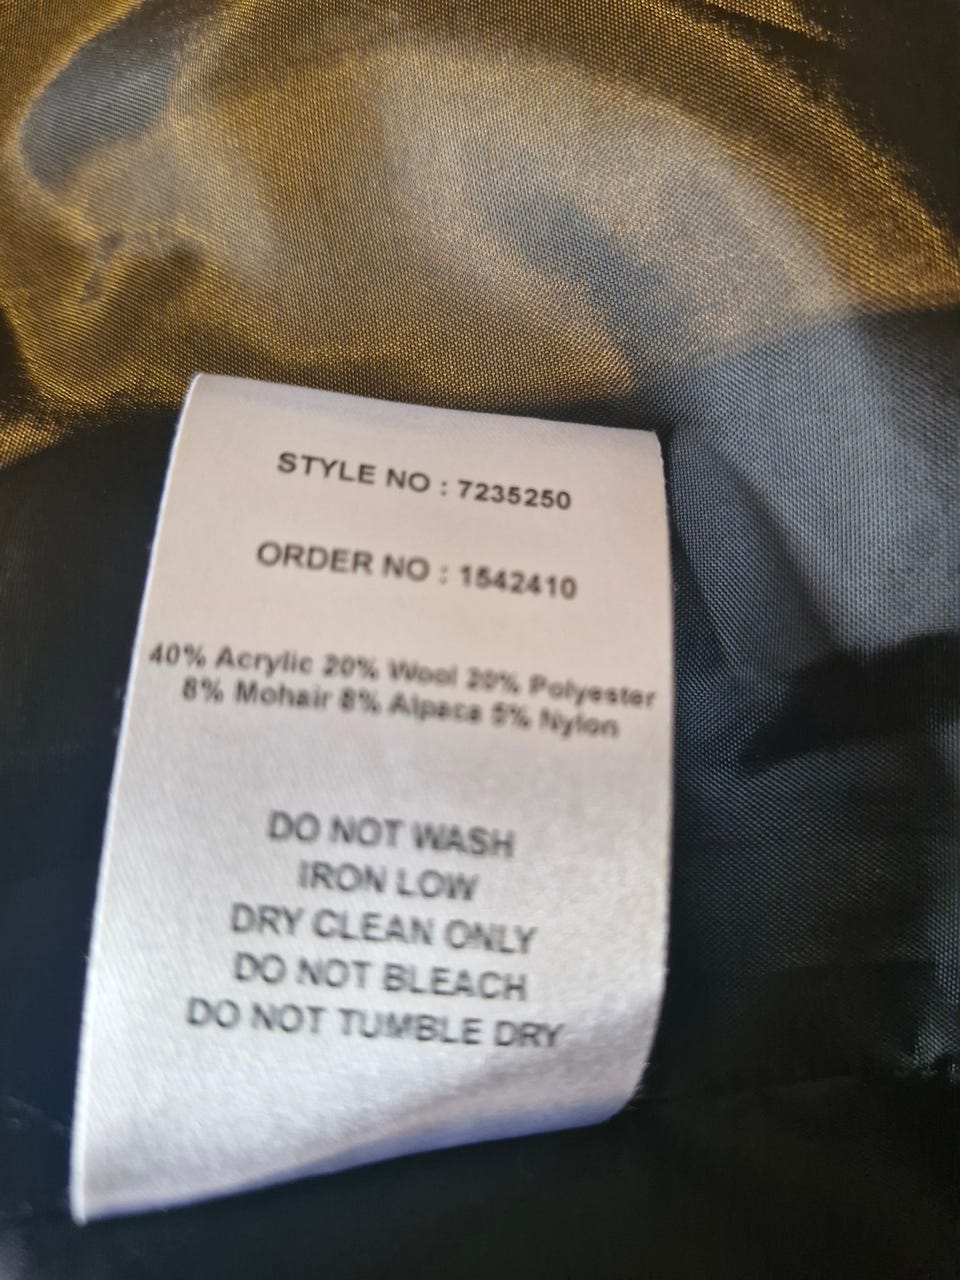 STYLE NO : 7235250
ORDER NO : 1542410
40% Acrylic 20% Wool 20% Polyester
8% Mohair 8% Alpaca 5% Nylon
DO NOT WASH
IRON LOW
DRY CLEAN ONLY
DO NOT BLEACH
DO NOT TUMBLE DRY